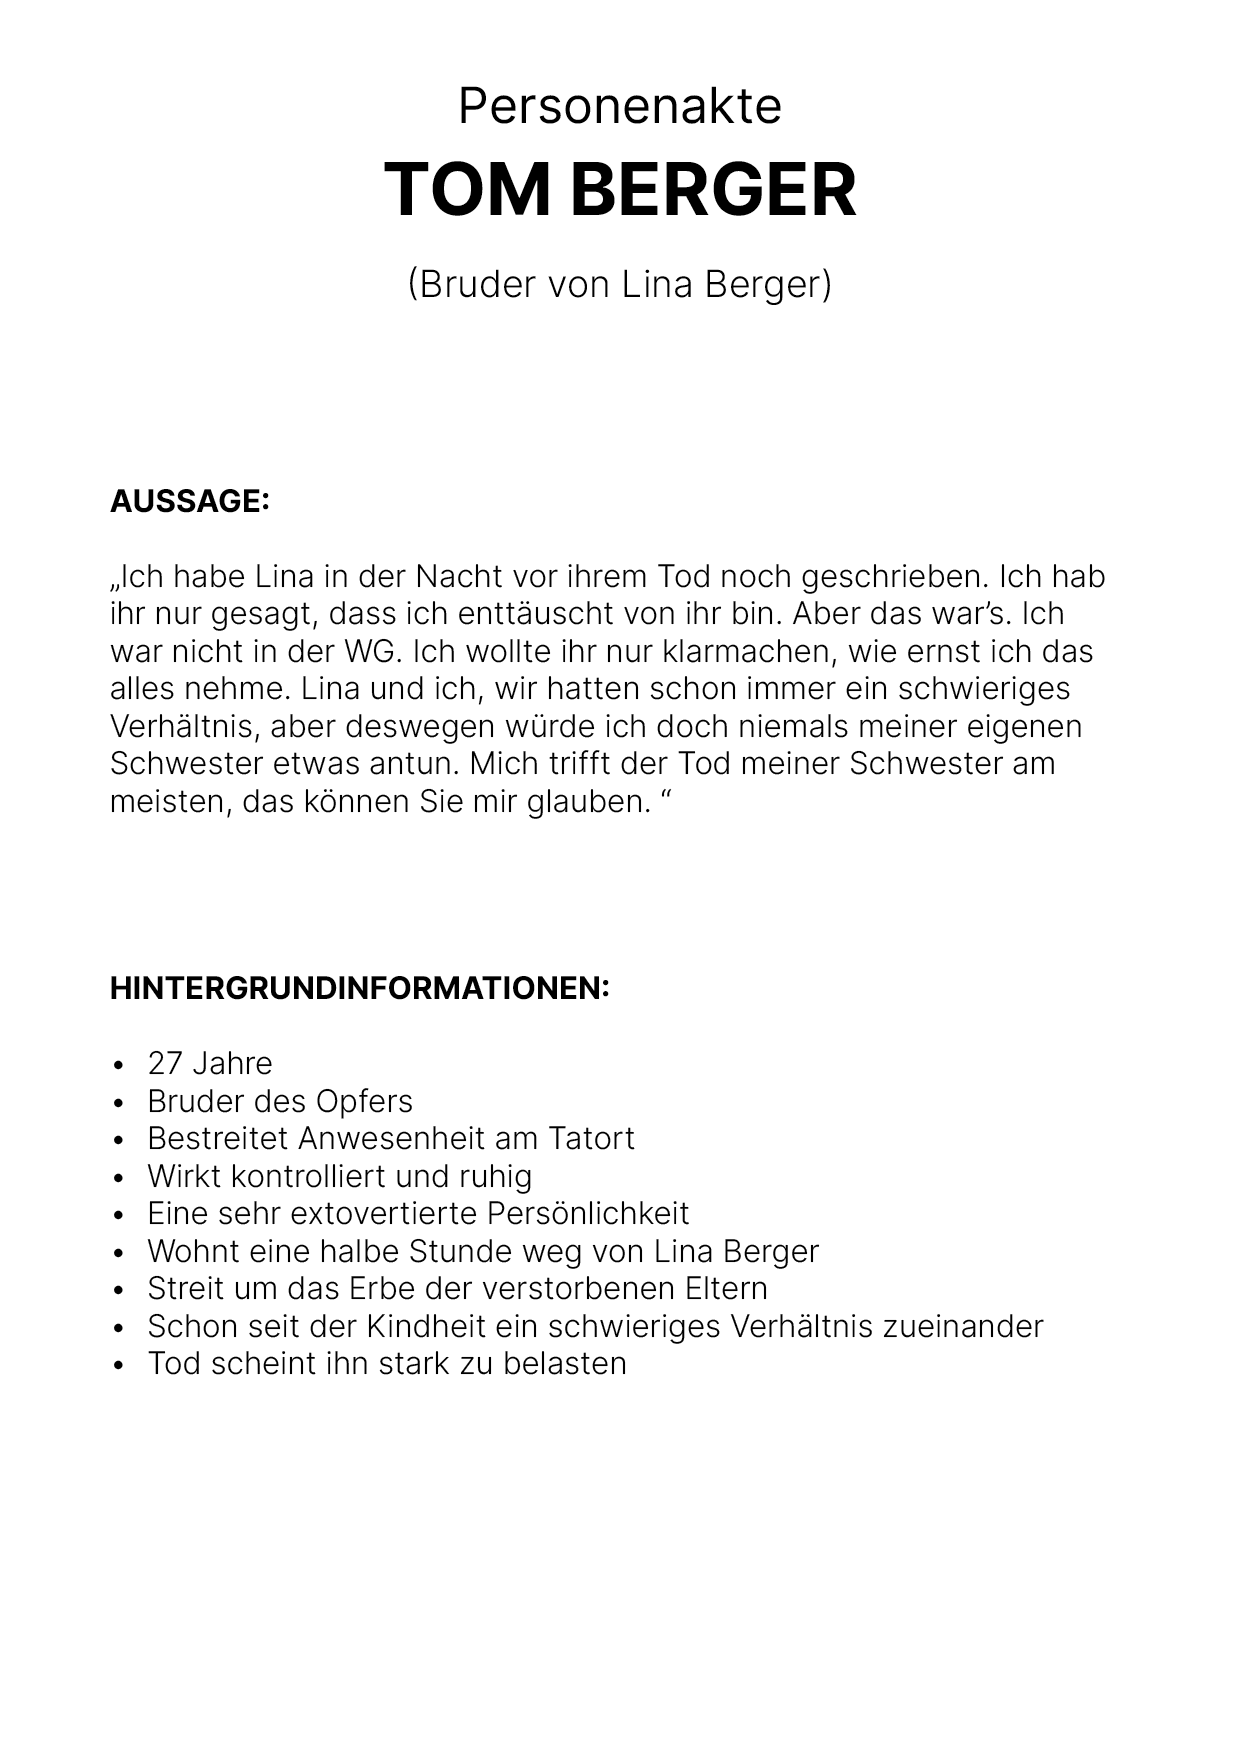 Personenakte
TOM BERGER
(Bruder von Lina Berger)
AUSSAGE:
„Ich habe Lina in der Nacht vor ihrem Tod noch geschrieben. Ich hab
ihr nur gesagt, dass ich enttäuscht von ihr bin. Aber das war’s. Ich
war nicht in der WG. Ich wollte ihr nur klarmachen, wie ernst ich das
alles nehme. Lina und ich, wir hatten schon immer ein schwieriges
Verhältnis, aber deswegen würde ich doch niemals meiner eigenen
Schwester etwas antun. Mich trifft der Tod meiner Schwester am
meisten, das können Sie mir glauben. “
HINTERGRUNDINFORMATIONEN:
• 27 Jahre
• Bruder des Opfers
• Bestreitet Anwesenheit am Tatort
• Wirkt kontrolliert und ruhig
• Eine sehr extovertierte Persönlichkeit
• Wohnt eine halbe Stunde weg von Lina Berger
• Streit um das Erbe der verstorbenen Eltern
• Schon seit der Kindheit ein schwieriges Verhältnis zueinander
• Tod scheint ihn stark zu belasten